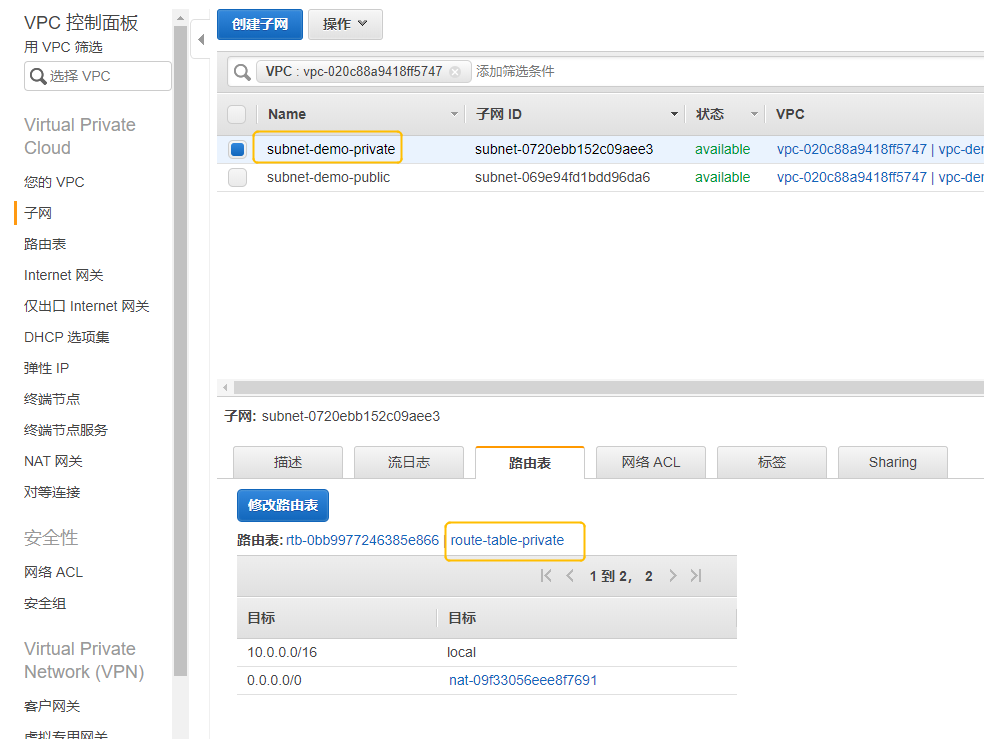 VPC 控制面板
用 VPC 筛选
选择 VPC
Virtual Private
Cloud
您的 VPC
子网
路由表
Internet 网关
仅出口 Internet 网关
DHCP 选项集
弹性 IP
终端节点
终端节点服务
NAT 网关
对等连接
安全性
网络 ACL
安全组
Virtual Private
Network (VPN)
客户网关
虚拟专用网关
创建子网 操作
VPC : vpc-020c88a9418ff5747 添加筛选条件
Name 子网 ID 状态 VPC
subnet-demo-private subnet-0720ebb152c09aee3 available vpc-020c88a9418ff5747 | vpc-der
subnet-demo-public subnet-069e94fd1bdd96da6 available vpc-020c88a9418ff5747 | vpc-der
子网: subnet-0720ebb152c09aee3
描述 流日志 路由表 网络 ACL 标签 Sharing
修改路由表
路由表: rtb-0bb9977246385e866 | route-table-private
1 到 2， 2
目标 目标
10.0.0.0/16 local
0.0.0.0/0 nat-09f33056eee8f7691